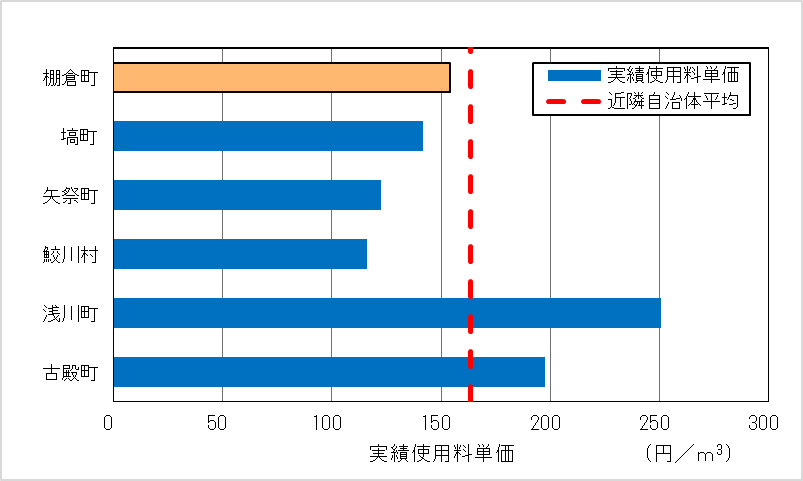 棚倉町
塙町
矢祭町
鮫川村
浅川町
古殿町
実績使用料単価
近隣自治体平均
0 50 100 150 200 250 300
実績使用料単価 （円／m³）